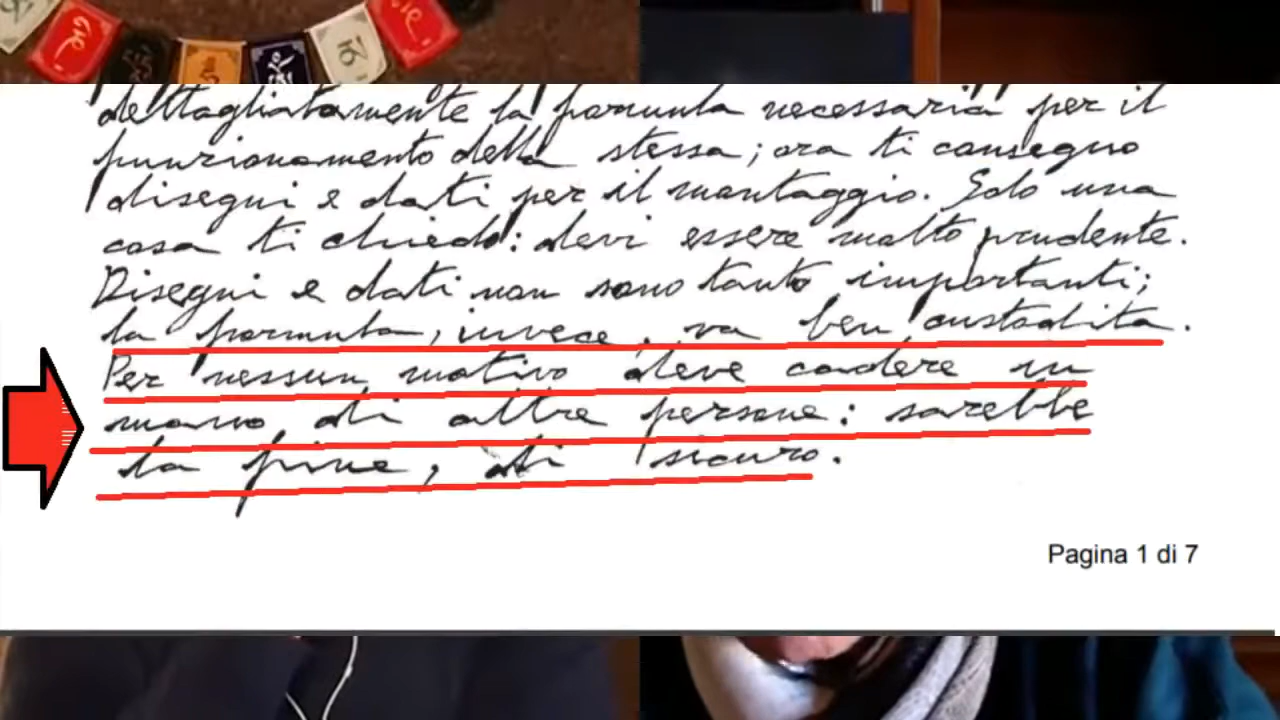 dettagliatamente la formula necessaria per il
funzionamento della stessa; ora ti consegno
disegni e dati per il montaggio. Solo una
cosa ti chiedo: devi essere molto prudente.
Disegni e dati non sono tanto importanti;
la formula, invece, va ben custodita.
Per nessun motivo deve cadere in
mano di altre persone: sarebbe
la fine, di sicuro.
Pagina 1 di 7